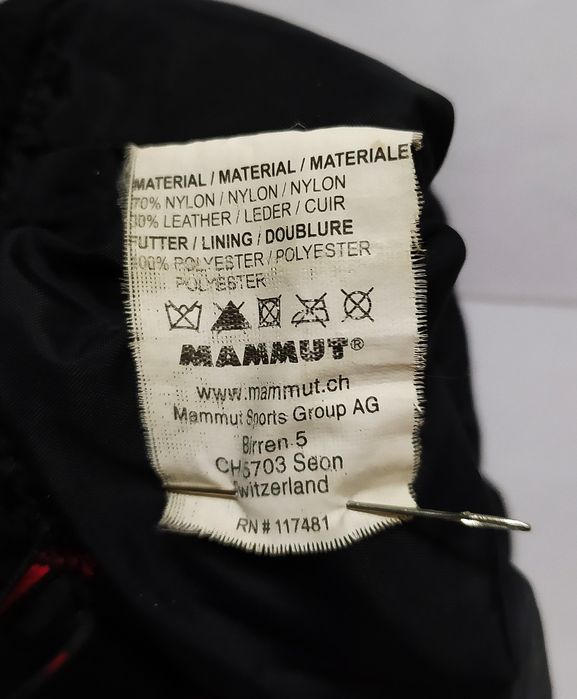 MATERIAL / MATERIAL / MATERIALE
70% NYLON / NYLON / NYLON
30% LEATHER / LEDER / CUIR
FUTTER / LINING / DOUBLURE
100% POLYESTER / POLYESTER
POLYESTER
MAMMUT®
www.mammut.ch
Mammut Sports Group AG
Birren 5
CH5703 Seon
Switzerland
RN # 117481